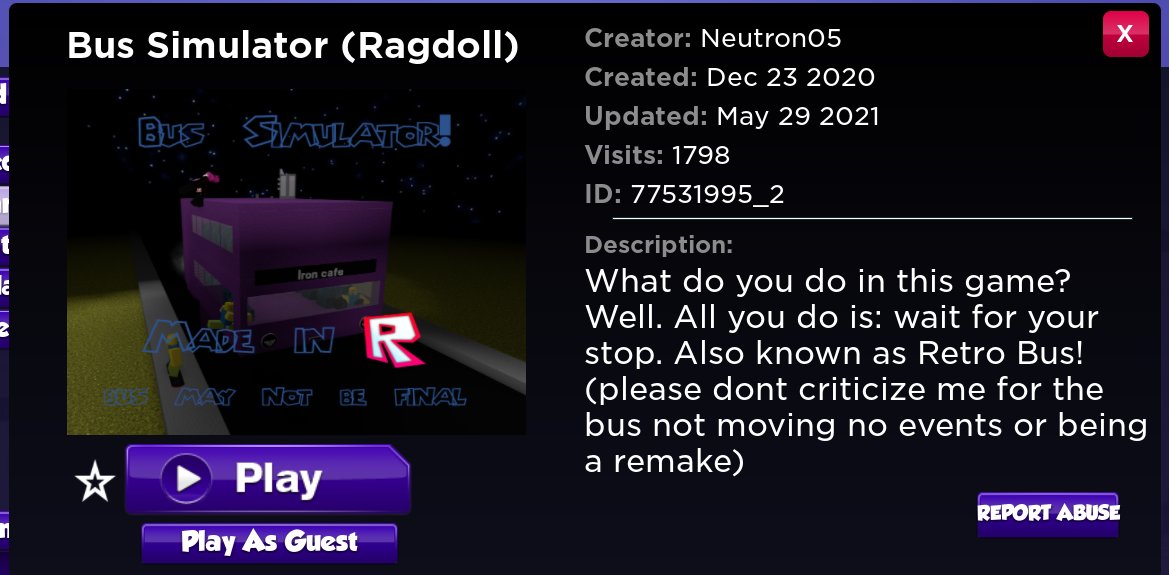 Bus Simulator (Ragdoll)
Bus Simulator!
Iron cafe
Made in R
Bus may not be final
Play
Play As Guest
X
Creator: Neutron05
Created: Dec 23 2020
Updated: May 29 2021
Visits: 1798
ID: 77531995_2
Description:
What do you do in this game?
Well. All you do is: wait for your
stop. Also known as Retro Bus!
(please dont criticize me for the
bus not moving no events or being
a remake)
REPORT ABUSE